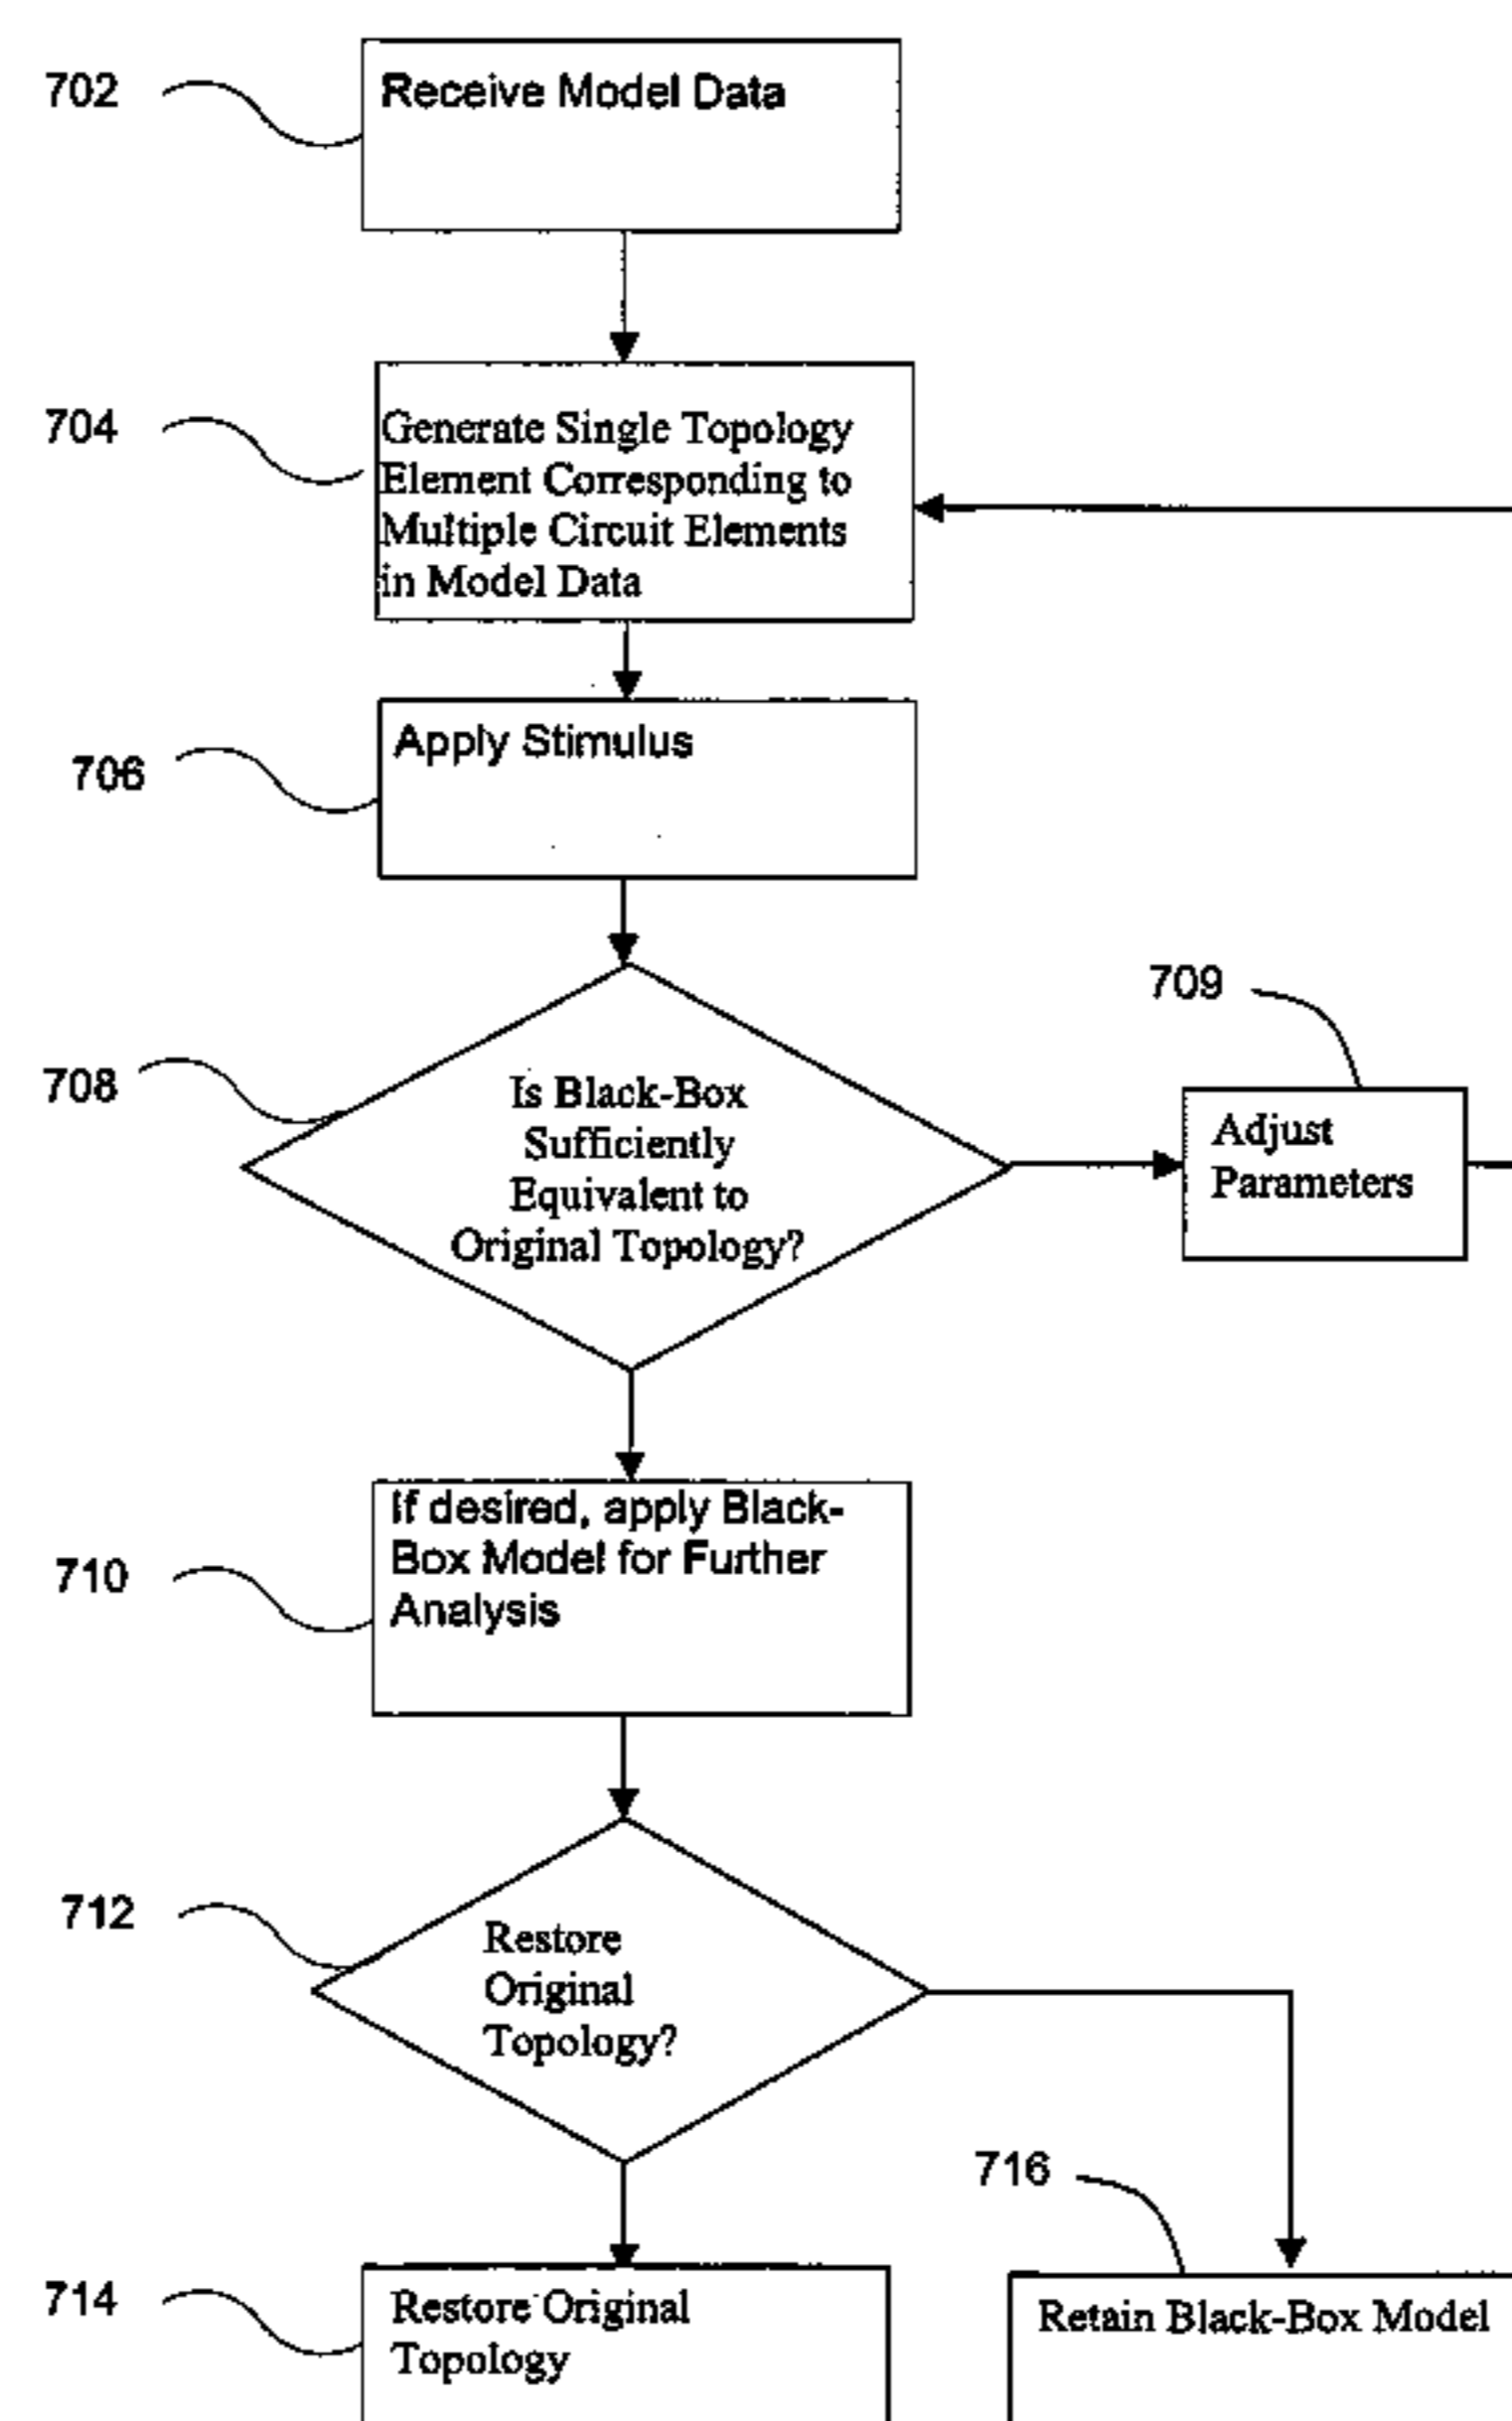 702
Receive Model Data
704
Generate Single Topology
Element Corresponding to
Multiple Circuit Elements
in Model Data
706
Apply Stimulus
708
Is Black-Box
Sufficiently
Equivalent to
Original Topology?
709
Adjust
Parameters
710
If desired, apply Black-
Box Model for Further
Analysis
712
Restore
Original
Topology?
714
Restore Original
Topology
716
Retain Black-Box Model